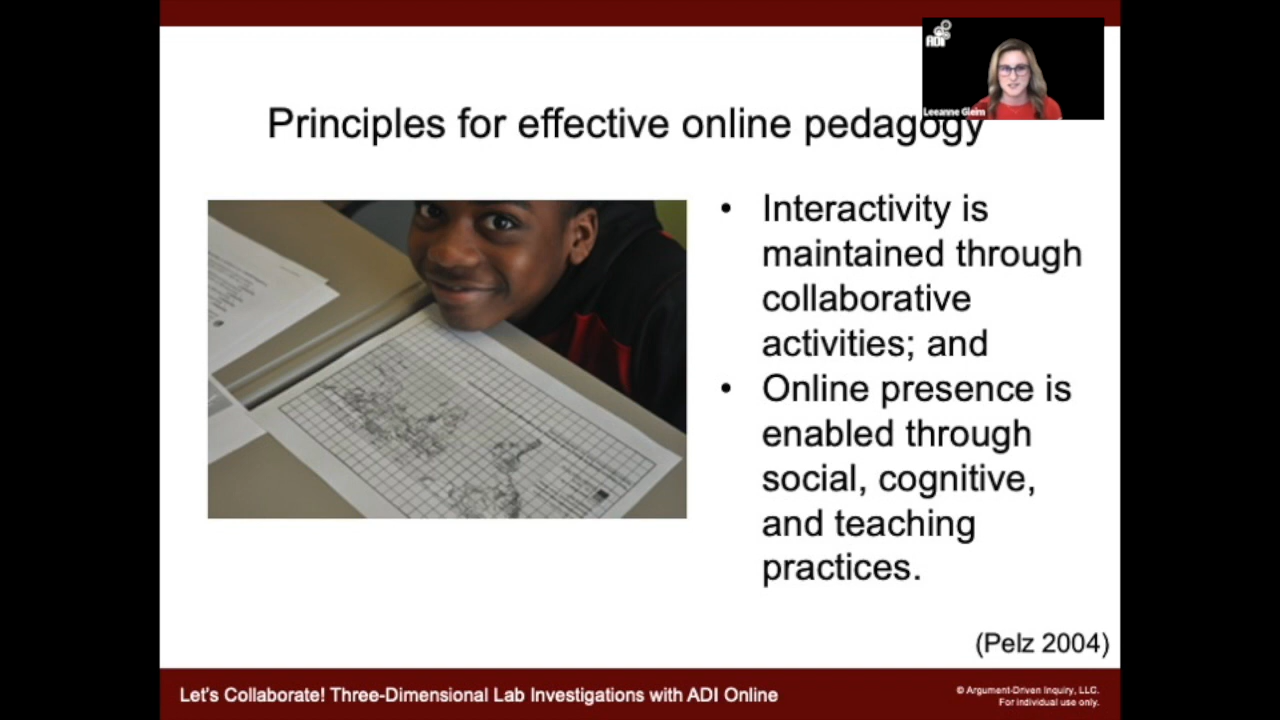 ADI
Leeanne Gleim
Principles for effective online pedagogy
• Interactivity is
maintained through
collaborative
activities; and
• Online presence is
enabled through
social, cognitive,
and teaching
practices.
(Pelz 2004)
Let's Collaborate! Three-Dimensional Lab Investigations with ADI Online
© Argument-Driven Inquiry, LLC.
For individual use only.